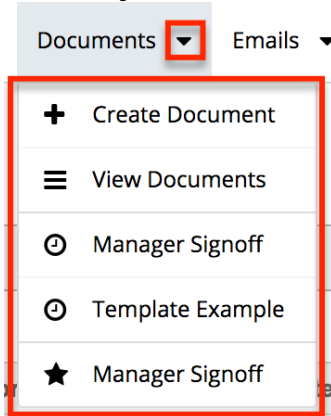 Documents Emails
Create Document
View Documents
Manager Signoff
Template Example
Manager Signoff